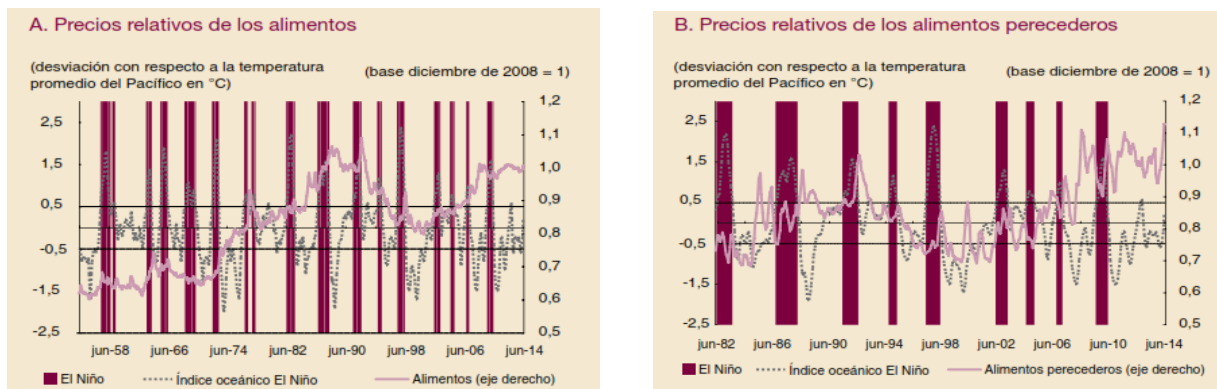 A. Precios relativos de los alimentos
(desviación con respecto a la temperatura
promedio del Pacífico en °C)
(base diciembre de 2008 = 1)
2,5
1,5
0,5
-0,5
-1,5
-2,5
1,2
1,1
1,0
0,9
0,8
0,7
0,6
0,5
jun-58 jun-66 jun-74 jun-82 jun-90 jun-98 jun-06 jun-14
El Niño Índice oceánico El Niño Alimentos (eje derecho)
B. Precios relativos de los alimentos perecederos
(desviación con respecto a la temperatura
promedio del Pacífico en °C)
(base diciembre de 2008 = 1)
2,5
1,5
0,5
-0,5
-1,5
-2,5
1,2
1,1
1,0
0,9
0,8
0,7
0,6
0,5
jun-82 jun-86 jun-90 jun-94 jun-98 jun-02 jun-06 jun-10 jun-14
El Niño Índice oceánico El Niño Alimentos perecederos (eje derecho)